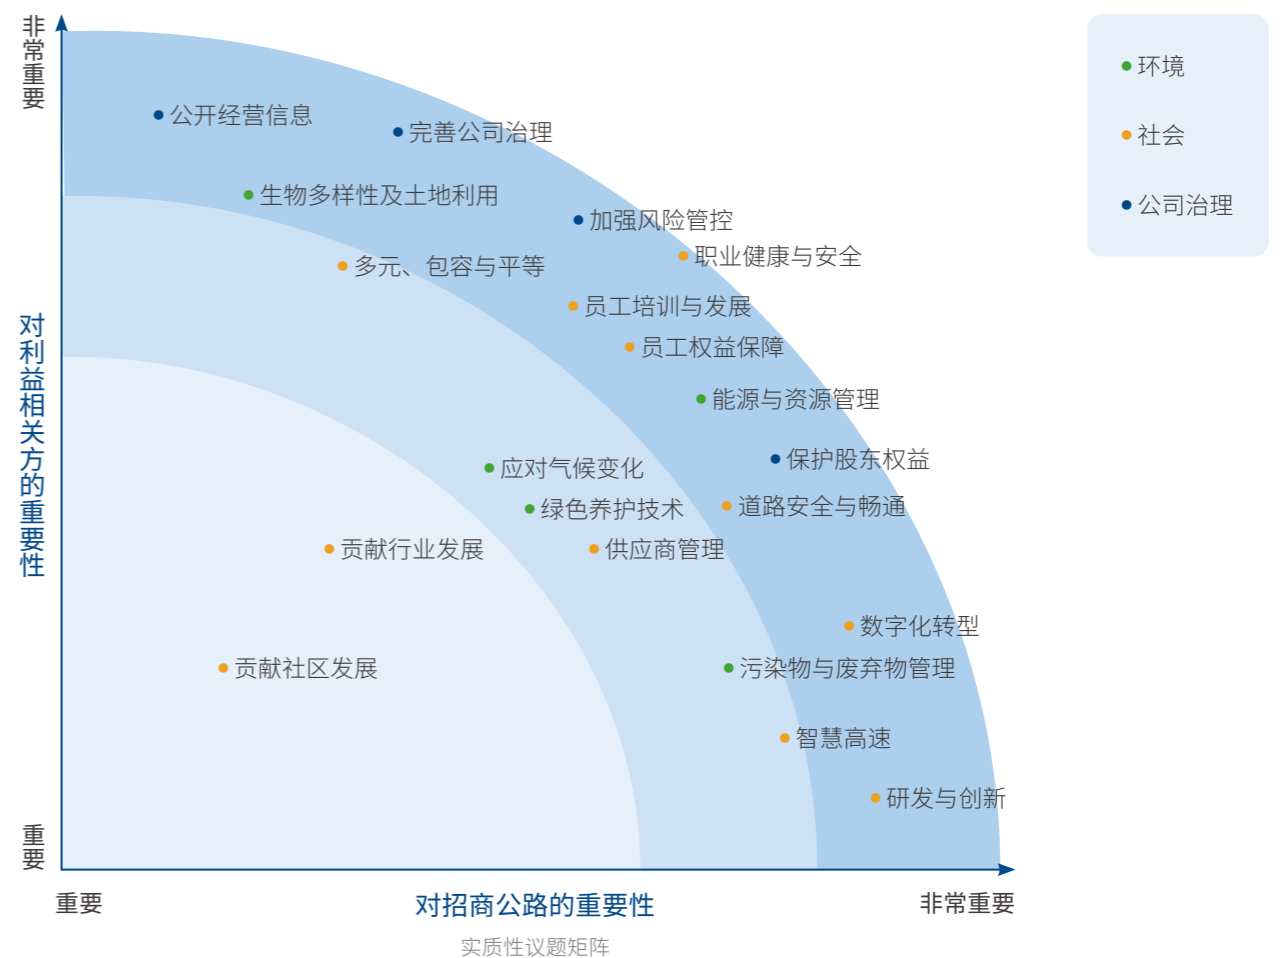 非常重要
环境
公开经营信息
完善公司治理
社会
生物多样性及土地利用
公司治理
加强风险管控
职业健康与安全
多元、包容与平等
员工培训与发展
员工权益保障
对利益相关方的重要性
能源与资源管理
保护股东权益
应对气候变化
道路安全与畅通
绿色养护技术
贡献行业发展
供应商管理
数字化转型
贡献社区发展
污染物与废弃物管理
智慧高速
研发与创新
重要
重要
对招商公路的重要性
非常重要
实质性议题矩阵